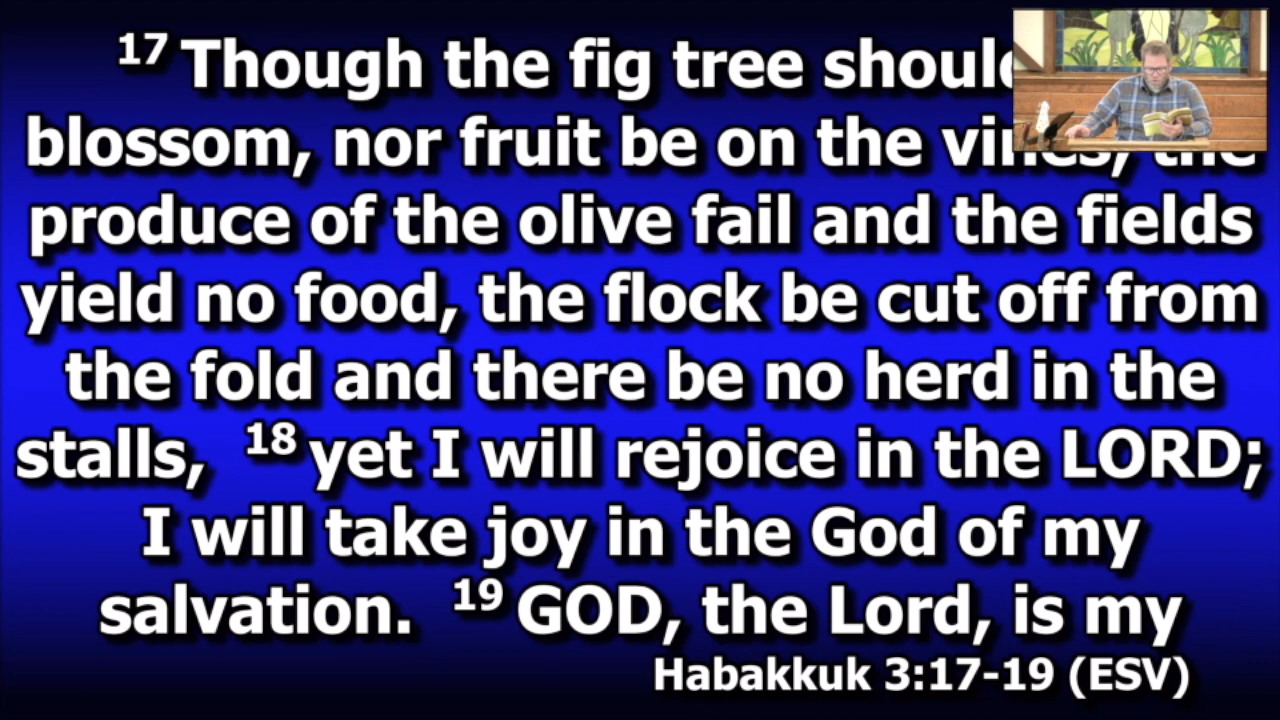 17 Though the fig tree should
blossom, nor fruit be on the vines, the
produce of the olive fail and the fields
yield no food, the flock be cut off from
the fold and there be no herd in the
stalls, 18 yet I will rejoice in the LORD;
I will take joy in the God of my
salvation. 19 GOD, the Lord, is my
Habakkuk 3:17-19 (ESV)